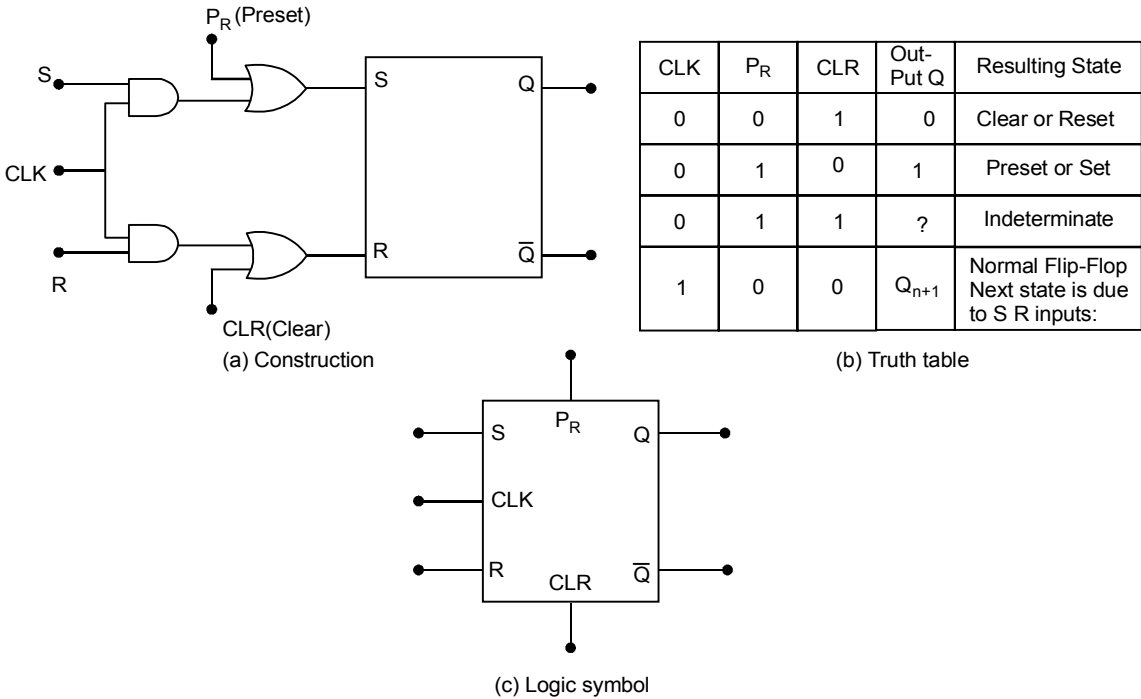 P_R (Preset)
S
CLK
R
CLR(Clear)
S
Q
R
Q̅
(a) Construction
CLK P_R CLR Out-Put Q Resulting State
0 0 1 0 Clear or Reset
0 1 0 1 Preset or Set
0 1 1 ? Indeterminate
1 0 0 Q_{n+1} Normal Flip-Flop
Next state is due
to S R inputs:
(b) Truth table
P_R
S
Q
CLK
R
CLR
Q̅
(c) Logic symbol